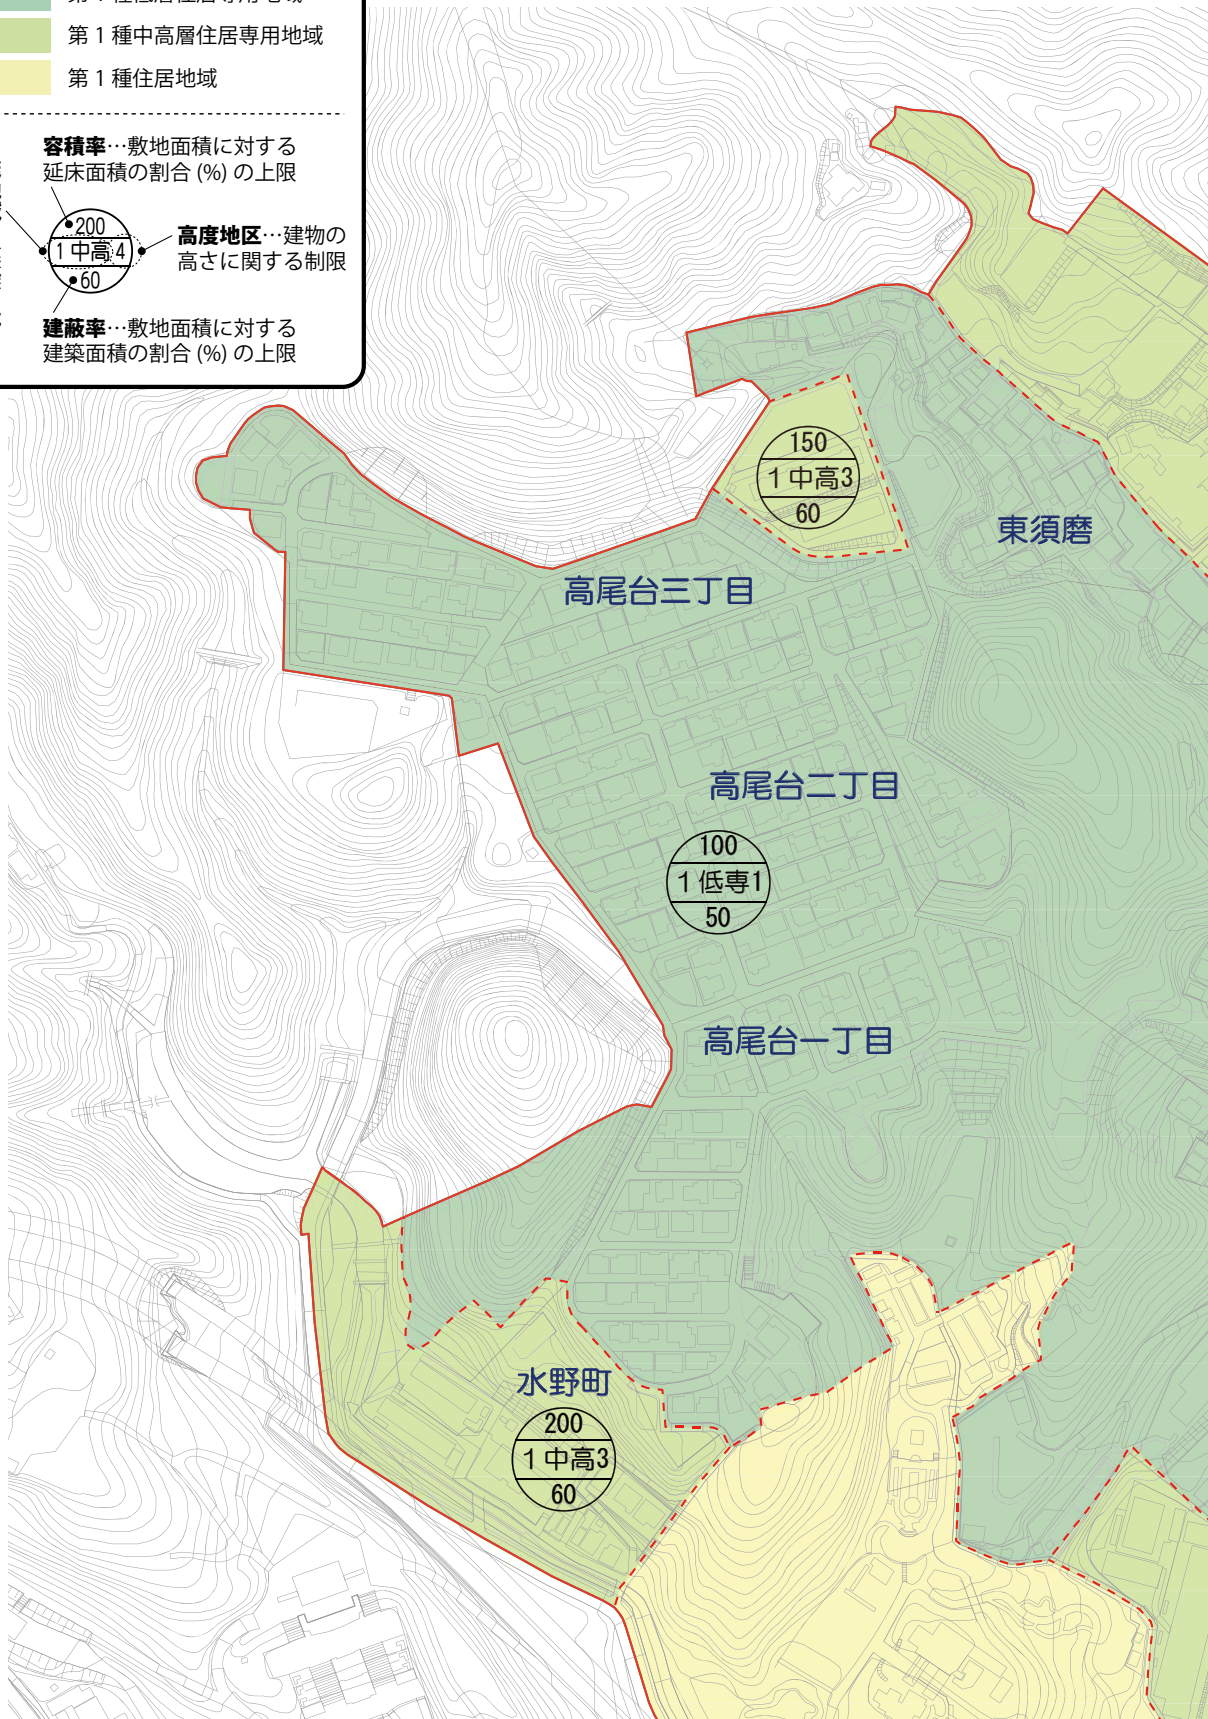 第1種中高層住居専用地域
第1種住居地域
容積率…敷地面積に対する
延床面積の割合 (%) の上限
200
1中高 4
60
高度地区…建物の
高さに関する制限
建蔽率…敷地面積に対する
建築面積の割合 (%) の上限
150
1中高3
60
東須磨
高尾台三丁目
高尾台二丁目
100
1低専1
50
高尾台一丁目
水野町
200
1中高3
60